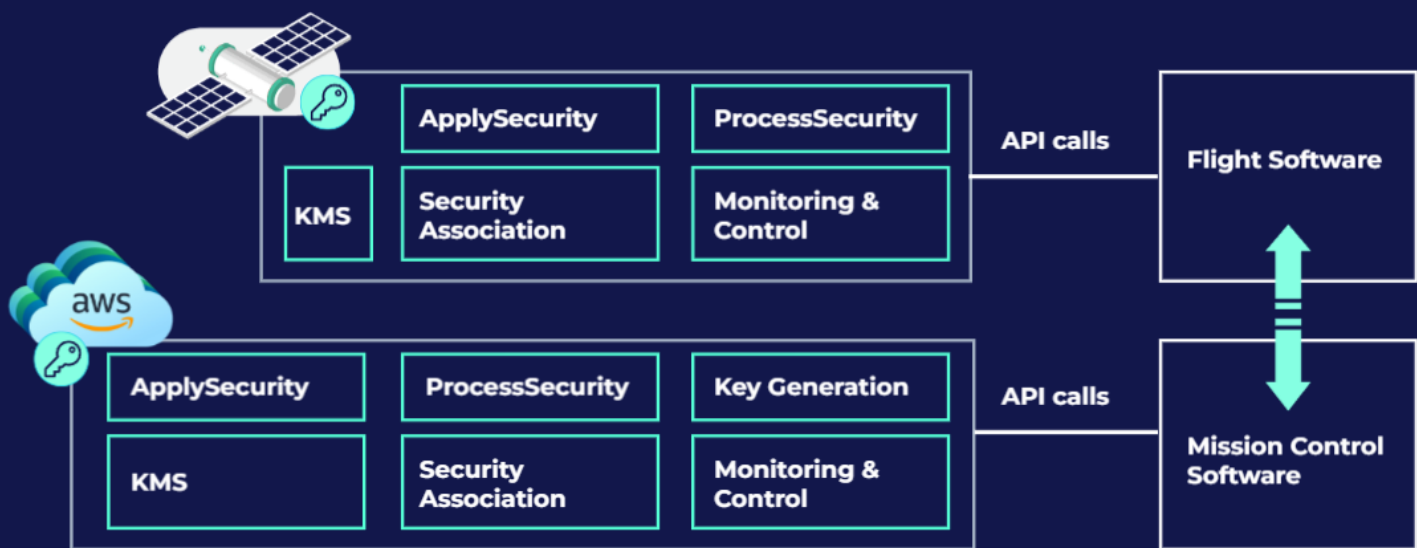 ApplySecurity
ProcessSecurity
API calls
Flight Software
KMS
Security
Association
Monitoring &
Control
aws
ApplySecurity
ProcessSecurity
Key Generation
API calls
KMS
Security
Association
Monitoring &
Control
Mission Control
Software